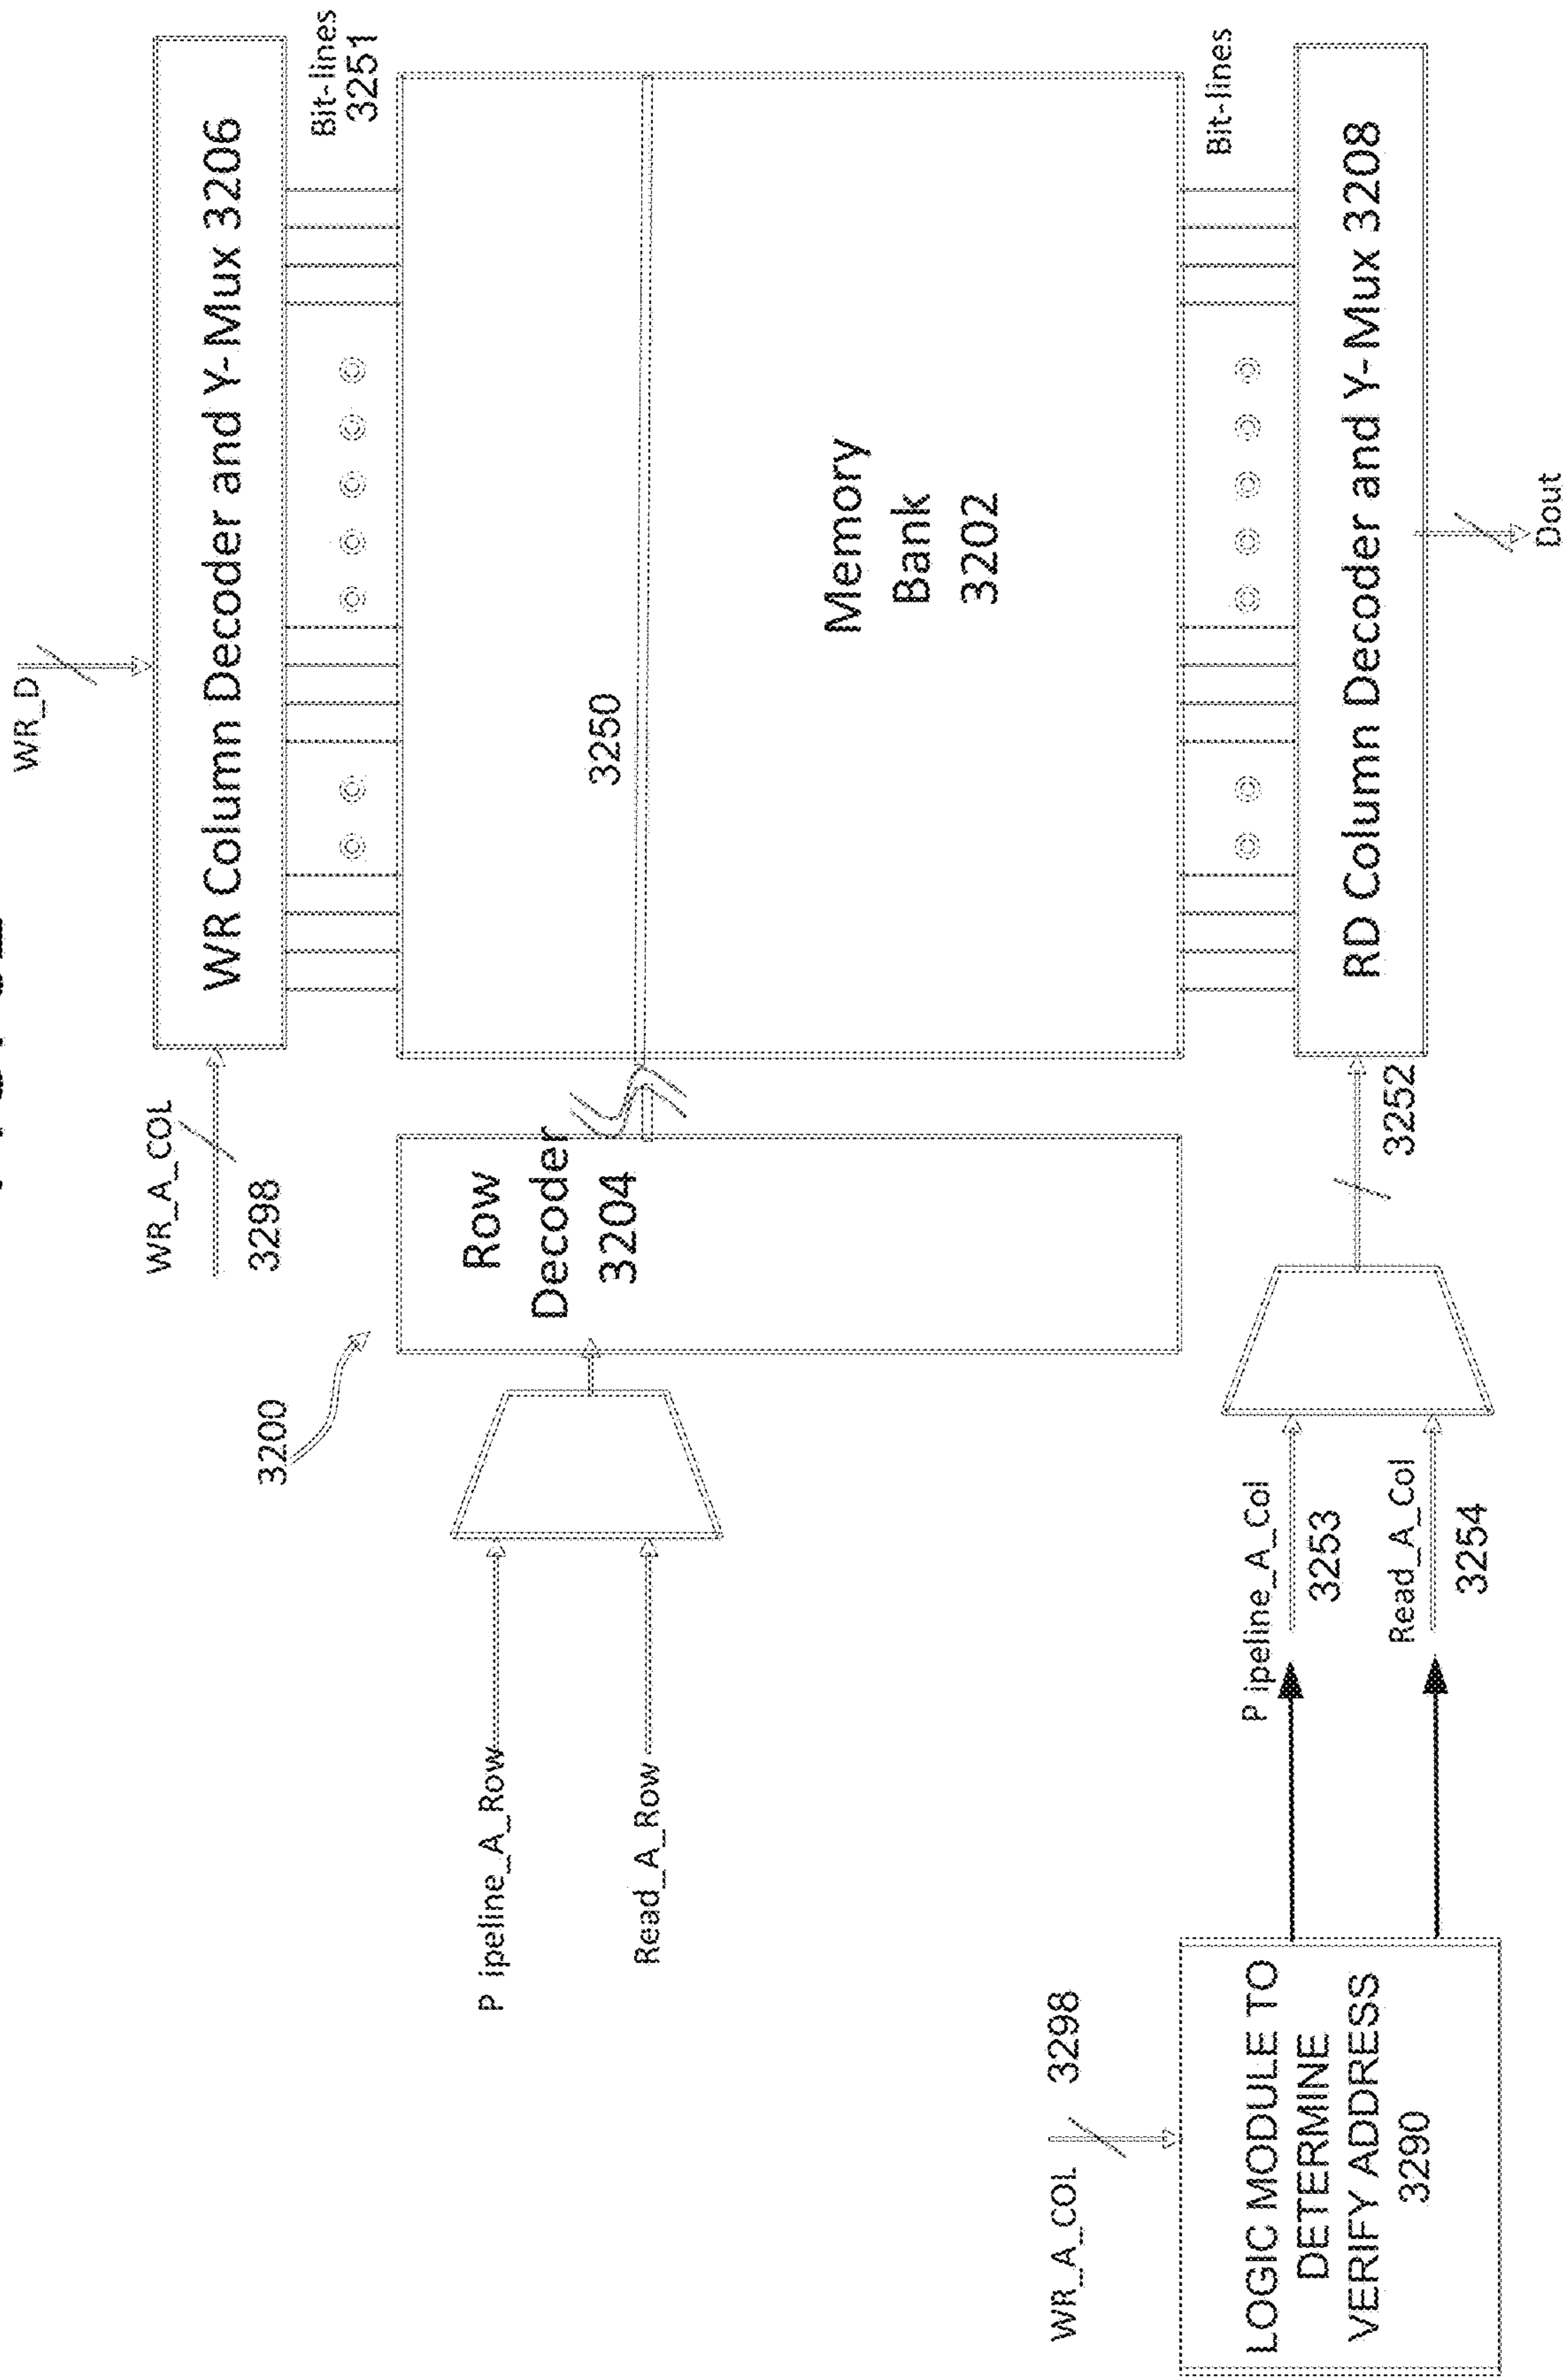 WR_D
WR_A_COL
3298
WR Column Decoder and Y-Mux 3206
Bit-lines
3251
3200
P ipeline_A_Row
Read_A_Row
Row
Decoder
3204
3250
Memory
Bank
3202
Bit-lines
WR_A_COL
3298
LOGIC MODULE TO
DETERMINE
VERIFY ADDRESS
3290
P ipeline_A_Col
3253
Read_A_Col
3254
3252
RD Column Decoder and Y-Mux 3208
Dout